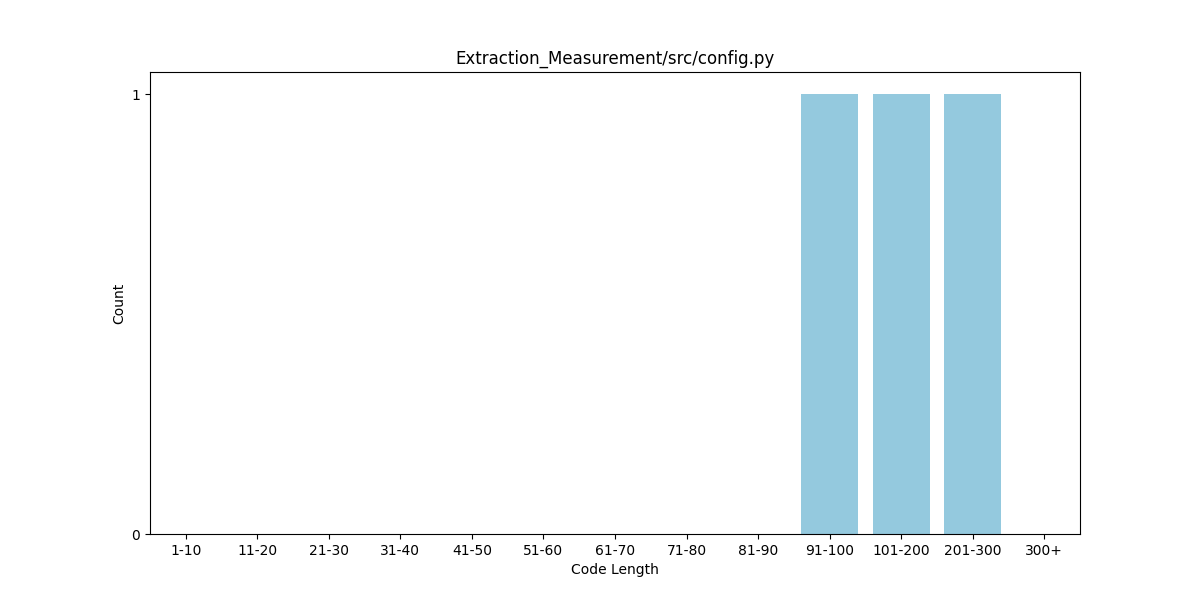 Extraction_Measurement/src/config.py
1
Count
0
1-10 11-20 21-30 31-40 41-50 51-60 61-70 71-80 81-90 91-100 101-200 201-300 300+
Code Length